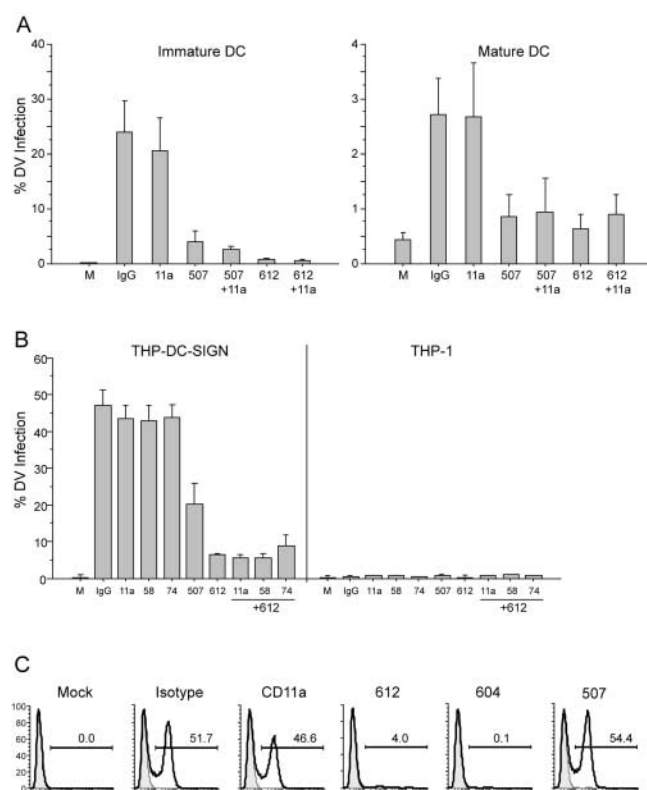 A
Immature DC
Mature DC
% DV Infection
40
30
20
10
0
M IgG 11a 507 507 612 612
+11a +11a
4
3
2
1
0
M IgG 11a 507 507 612 612
+11a +11a
B
THP-DC-SIGN
THP-1
% DV Infection
60
50
40
30
20
10
0
M IgG 11a 58 74 507 612 11a 58 74
+612
M IgG 11a 58 74 507 612 11a 58 74
+612
C
Mock Isotype CD11a 612 604 507
100
80
60
40
20
0
0.0 51.7 46.6 4.0 0.1 54.4